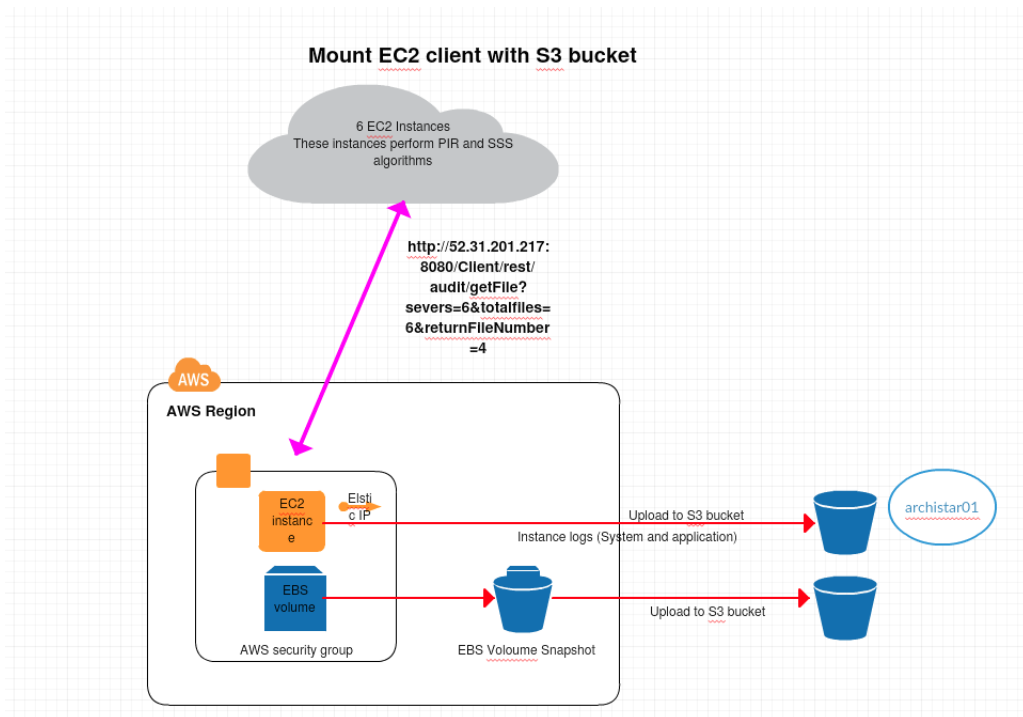 Mount EC2 client with S3 bucket
6 EC2 Instances
These instances perform PIR and SSS
algorithms
http://52.31.201.217:
8080/Client/rest/
audit/getFile?
severs=6&totalfiles=
6&returnFileNumber
=4
AWS
AWS Region
EC2
instanc
e
Elsti
c IP
Upload to S3 bucket
Instance logs (System and application)
archistar01
EBS
volume
Upload to S3 bucket
AWS security group
EBS Voloume Snapshot